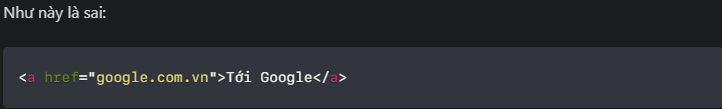 Như này là sai:
<a href="google.com.vn">Tới Google</a>